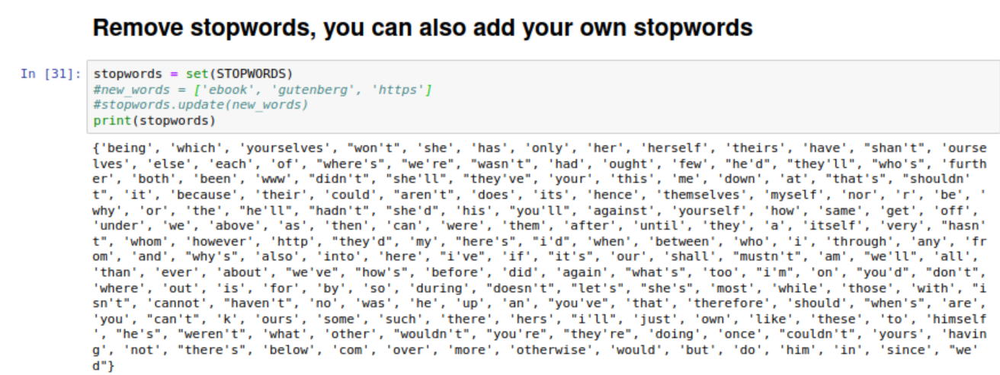 Remove stopwords, you can also add your own stopwords
In [31]: stopwords = set(STOPWORDS)
#new_words = ['ebook', 'gutenberg', 'https']
#stopwords.update(new_words)
print(stopwords)
{'being', 'which', 'yourselves', "won't", 'she', 'has', 'only', 'her', 'herself', 'theirs', 'have', "shan't", 'ourse
lves', 'else', 'each', 'of', "where's", "we're", "wasn't", 'had', 'ought', 'few', "he'd", "they'll", "who's", 'furth
er', 'both', 'been', 'www', "didn't", "she'll", "they've", 'your', 'this', 'me', 'down', 'at', "that's", "shouldn'
t", 'it', 'because', 'their', 'could', "aren't", 'does', 'its', 'hence', 'themselves', 'myself', 'nor', 'r', 'be', '
why', 'or', 'the', "he'll", "hadn't", "she'd", 'his', "you'll", 'against', 'yourself', 'how', 'same', 'get', 'off',
'under', 'we', 'above', 'as', 'then', 'can', 'were', 'them', 'after', 'until', 'they', 'a', 'itself', 'very', "hasn'
t", 'whom', 'however', 'http', "they'd", 'my', "here's", "i'd", 'when', 'between', 'who', 'i', 'through', 'any', 'fr
om', 'and', "why's", 'also', 'into', 'here', "i've", 'if', "it's", 'our', 'shall', "mustn't", 'am', "we'll", 'all',
'than', 'ever', 'about', "we've", "how's", 'before', 'did', 'again', "what's", 'too', "i'm", 'on', "you'd", "don't",
'where', 'out', 'is', 'for', 'by', 'so', 'during', "doesn't", "let's", "she's", 'most', 'while', 'those', 'with', "i
sn't", 'cannot', "haven't", 'no', 'was', 'he', 'up', 'an', "you've", 'that', 'therefore', 'should', "when's", 'are',
'you', "can't", 'k', 'ours', 'some', 'such', 'there', 'hers', "i'll", 'just', 'own', 'like', 'these', 'to', 'himself
', "he's", "weren't", 'what', 'other', "wouldn't", "you're", "they're", 'doing', 'once', "couldn't", 'yours', 'havin
g', 'not', "there's", 'below', 'com', 'over', 'more', 'otherwise', 'would', 'but', 'do', 'him', 'in', 'since', "we'
d"}